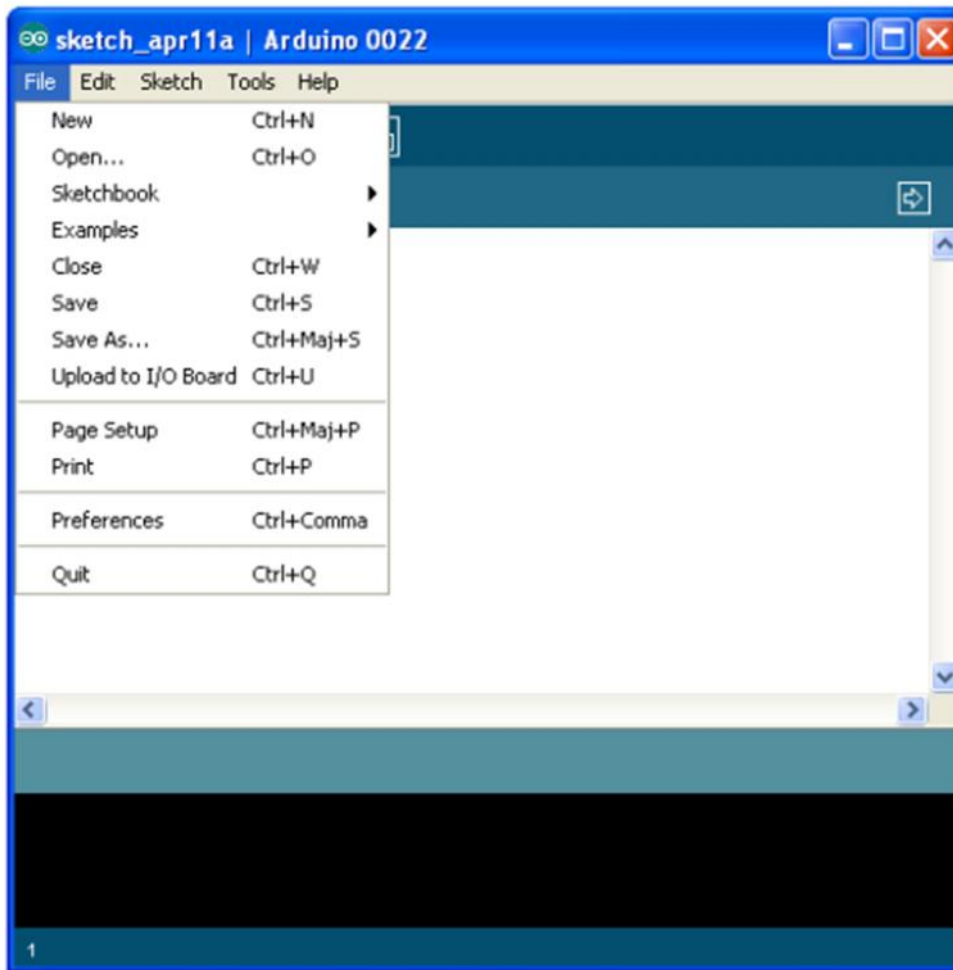 sketch_apr11a | Arduino 0022
File Edit Sketch Tools Help
New Ctrl+N
Open... Ctrl+O
Sketchbook
Examples
Close Ctrl+W
Save Ctrl+S
Save As... Ctrl+Maj+S
Upload to I/O Board Ctrl+U
Page Setup Ctrl+Maj+P
Print Ctrl+P
Preferences Ctrl+Comma
Quit Ctrl+Q
1